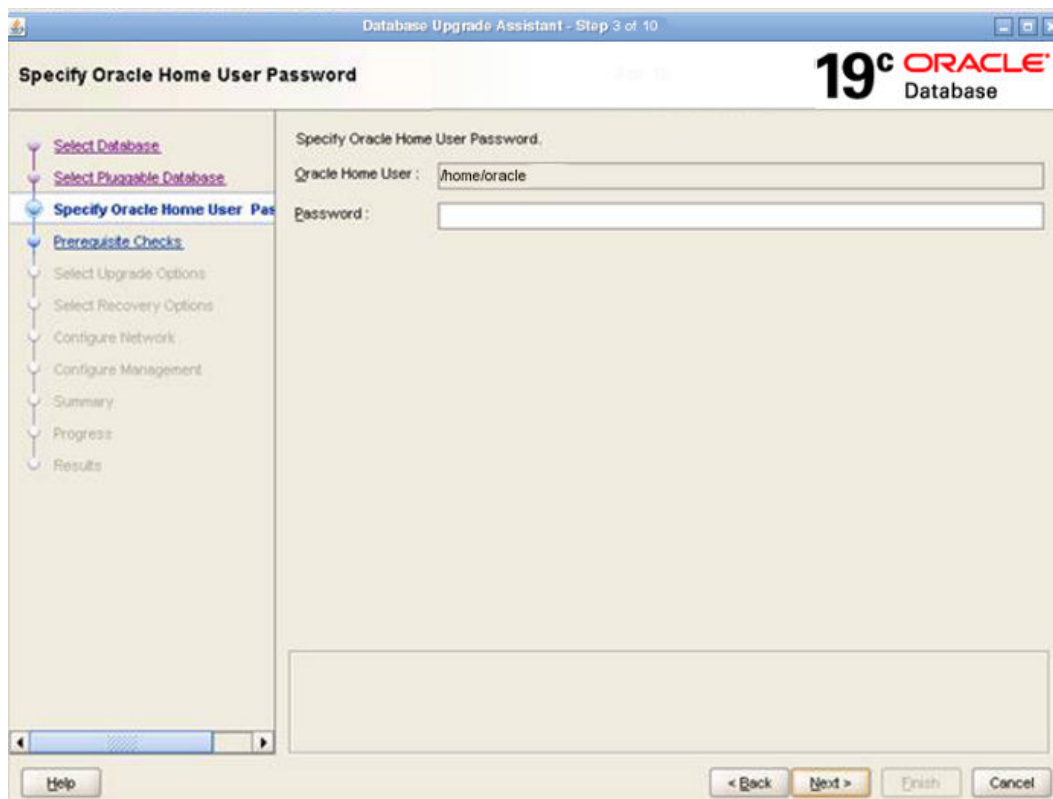 Database Upgrade Assistant - Step 3 of 10
Specify Oracle Home User Password
19c ORACLE
Database
Select Database
Select Pluggable Database
Specify Oracle Home User Pas
Prerequisite Checks
Select Upgrade Options
Select Recovery Options
Configure Network
Configure Management
Summary
Progress
Results
Specify Oracle Home User Password.
Oracle Home User :
/home/oracle
Password :
Help
< Back
Next >
Finish
Cancel